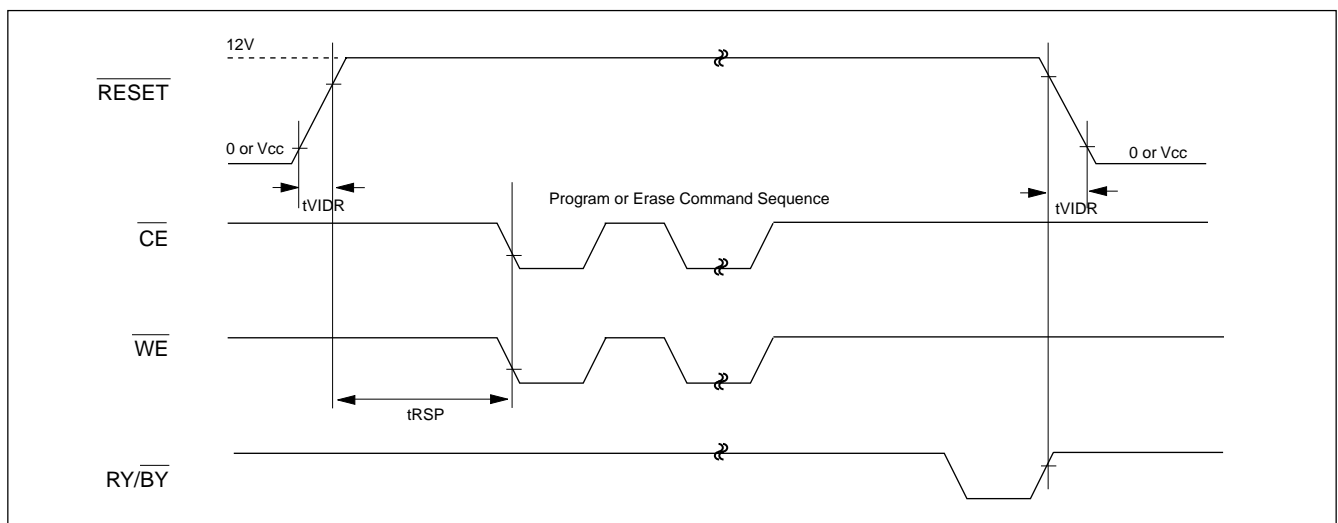 12V
RESET
0 or Vcc
0 or Vcc
tVIDR
Program or Erase Command Sequence
tVIDR
CE
WE
tRSP
RY/BY